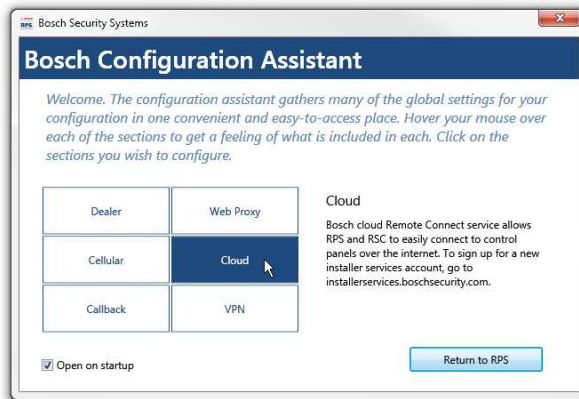 RPS Bosch Security Systems
Bosch Configuration Assistant
Welcome. The configuration assistant gathers many of the global settings for your
configuration in one convenient and easy-to-access place. Hover your mouse over
each of the sections to get a feeling of what is included in each. Click on the
sections you wish to configure.
Dealer
Web Proxy
Cellular
Cloud
Callback
VPN
Cloud
Bosch cloud Remote Connect service allows
RPS and RSC to easily connect to control
panels over the internet. To sign up for a new
installer services account, go to
installerservices.boschsecurity.com.
Open on startup
Return to RPS